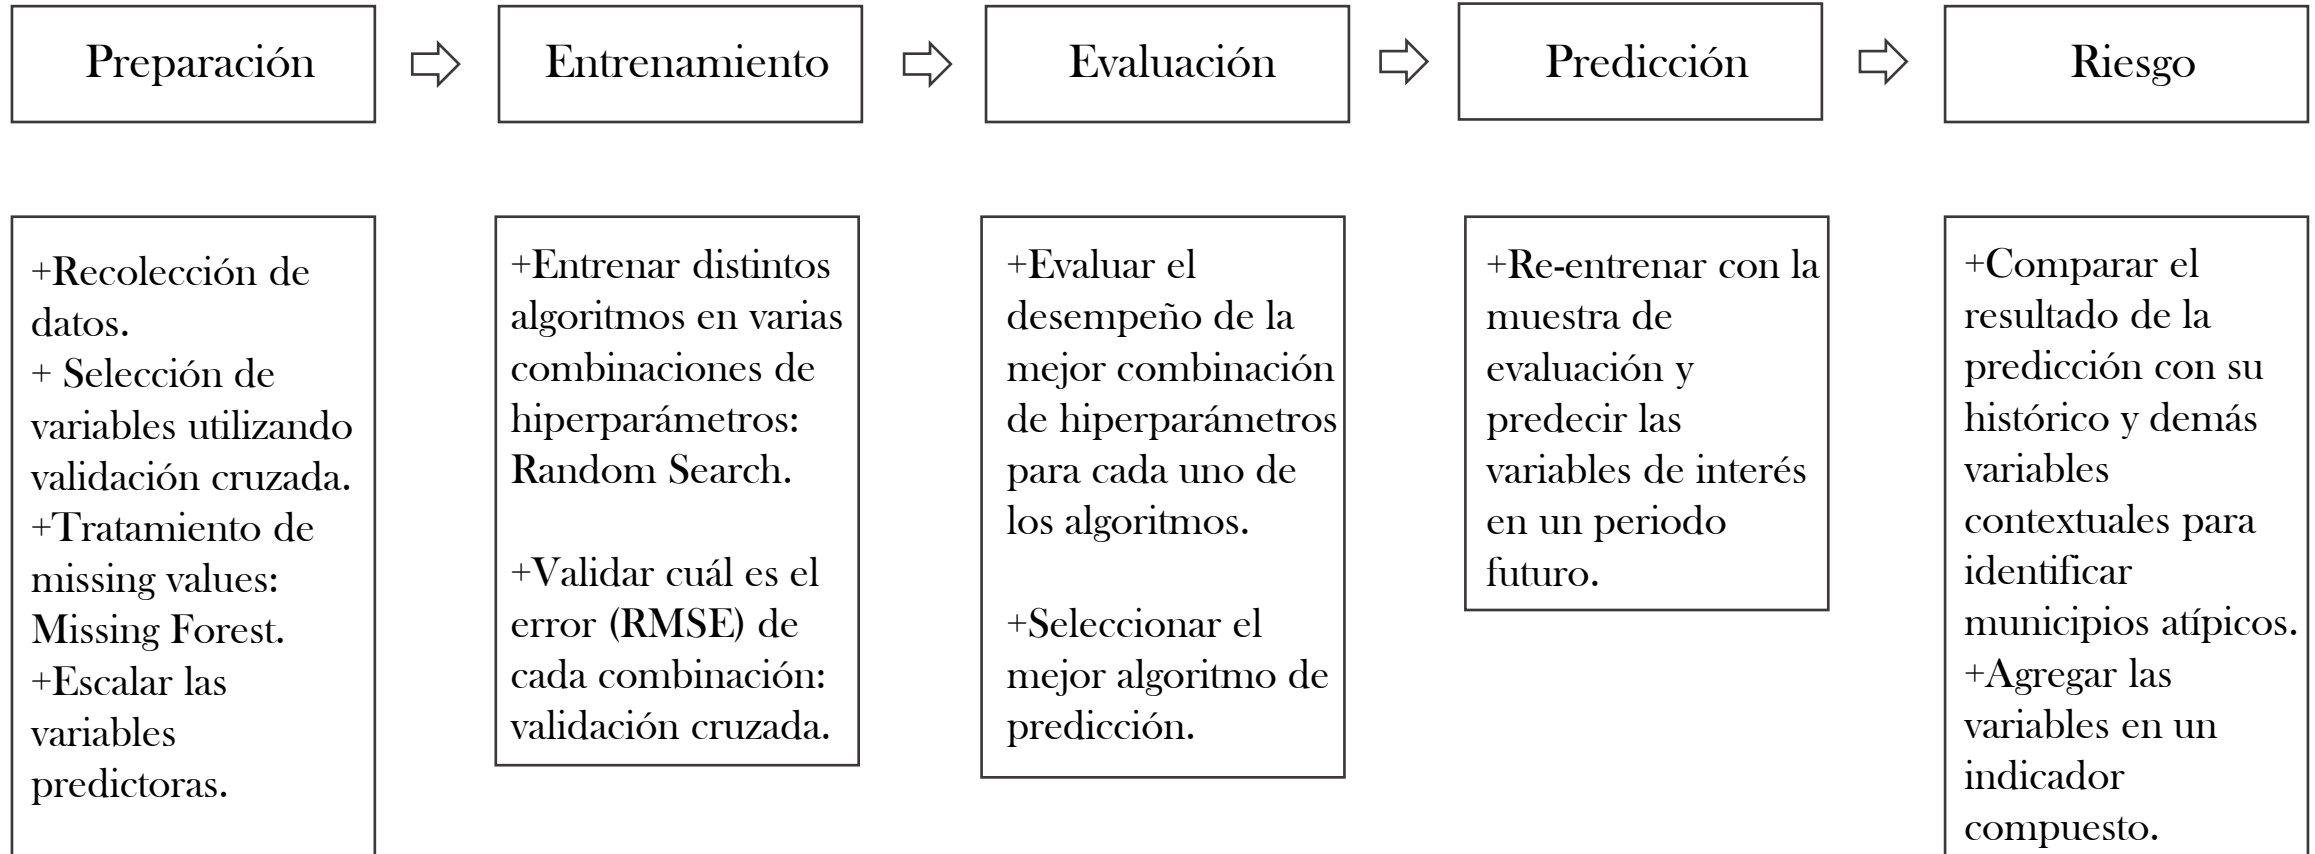 Preparación
Entrenamiento
Evaluación
Predicción
Riesgo
+Recolección de
datos.
+ Selección de
variables utilizando
validación cruzada.
+Tratamiento de
missing values:
Missing Forest.
+Escalar las
variables
predictoras.
+Entrenar distintos
algoritmos en varias
combinaciones de
hiperparámetros:
Random Search.
+Validar cuál es el
error (RMSE) de
cada combinación:
validación cruzada.
+Evaluar el
desempeño de la
mejor combinación
de hiperparámetros
para cada uno de
los algoritmos.
+Seleccionar el
mejor algoritmo de
predicción.
+Re-entrenar con la
muestra de
evaluación y
predecir las
variables de interés
en un periodo
futuro.
+Comparar el
resultado de la
predicción con su
histórico y demás
variables
contextuales para
identificar
municipios atípicos.
+Agregar las
variables en un
indicador
compuesto.